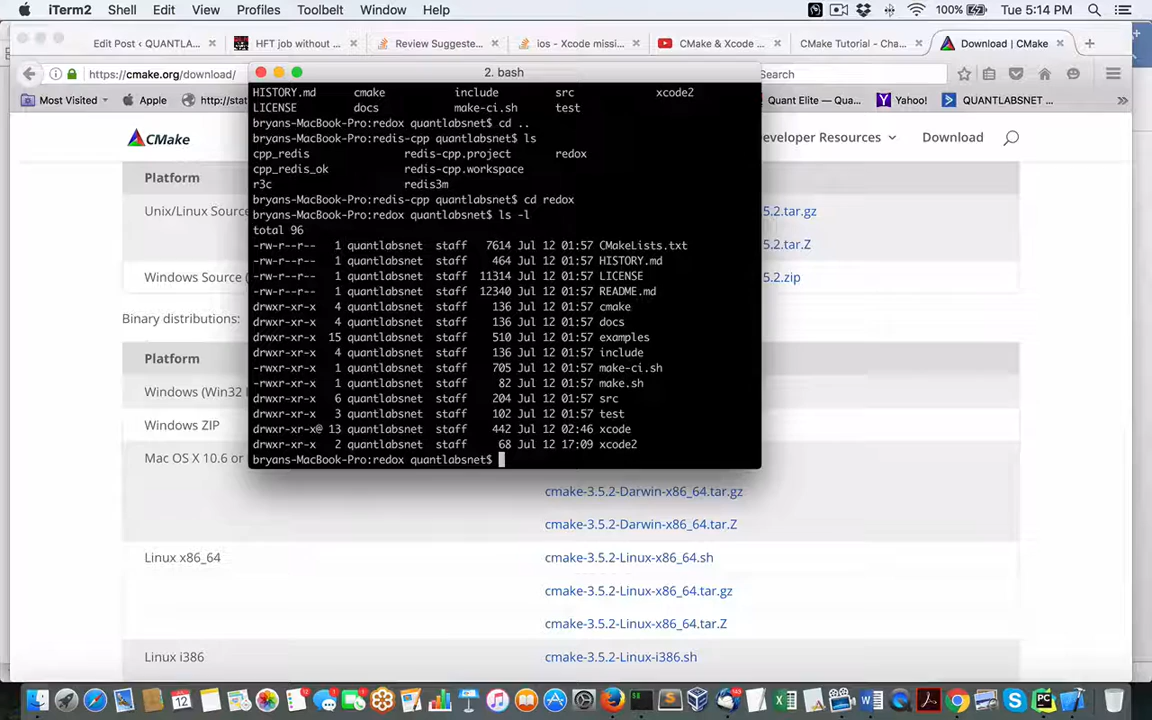 iTerm2 Shell Edit View Profiles Toolbelt Window Help 100% Tue 5:14 PM
Edit Post ‹ QUANTLA... × HFT job without ... × Review Suggeste... × ios - Xcode missi... × CMake & Xcode ... × CMake Tutorial - Cha... × Download | CMake × +
https://cmake.org/download/ Search
Most Visited Apple http://stat Quant Elite —... Yahoo! QUANTLABSNET ... »
2. bash
CMake eveloper Resources Download
HISTORY.md cmake include src xcode2
LICENSE docs make-ci.sh test
bryans-MacBook-Pro:redox quantlabsnet$ cd ..
bryans-MacBook-Pro:redis-cpp quantlabsnet$ ls
cpp_redis redis-cpp.project redox
cpp_redis_ok redis-cpp.workspace
r3c redis3m
bryans-MacBook-Pro:redis-cpp quantlabsnet$ cd redox
bryans-MacBook-Pro:redox quantlabsnet$ ls -l
total 96
-rw-r--r-- 1 quantlabsnet staff 7614 Jul 12 01:57 CMakeLists.txt
-rw-r--r-- 1 quantlabsnet staff 464 Jul 12 01:57 HISTORY.md
-rw-r--r-- 1 quantlabsnet staff 11314 Jul 12 01:57 LICENSE
-rw-r--r-- 1 quantlabsnet staff 12340 Jul 12 01:57 README.md
drwxr-xr-x 4 quantlabsnet staff 136 Jul 12 01:57 cmake
drwxr-xr-x 4 quantlabsnet staff 136 Jul 12 01:57 docs
drwxr-xr-x 15 quantlabsnet staff 510 Jul 12 01:57 examples
drwxr-xr-x 4 quantlabsnet staff 136 Jul 12 01:57 include
-rwxr-xr-x 1 quantlabsnet staff 705 Jul 12 01:57 make-ci.sh
-rwxr-xr-x 1 quantlabsnet staff 82 Jul 12 01:57 make.sh
drwxr-xr-x 6 quantlabsnet staff 204 Jul 12 01:57 src
drwxr-xr-x 3 quantlabsnet staff 102 Jul 12 01:57 test
drwxr-xr-x@ 13 quantlabsnet staff 442 Jul 12 02:46 xcode
drwxr-xr-x 2 quantlabsnet staff 68 Jul 12 17:09 xcode2
bryans-MacBook-Pro:redox quantlabsnet$
Platform
Unix/Linux Source 5.2.tar.gz
5.2.tar.Z
Windows Source ( 5.2.zip
Binary distributions:
Platform
Windows (Win32
Windows ZIP
Mac OS X 10.6 or
cmake-3.5.2-Darwin-x86_64.tar.gz
cmake-3.5.2-Darwin-x86_64.tar.Z
Linux x86_64 cmake-3.5.2-Linux-x86_64.sh
cmake-3.5.2-Linux-x86_64.tar.gz
cmake-3.5.2-Linux-x86_64.tar.Z
Linux i386 cmake-3.5.2-Linux-i386.sh